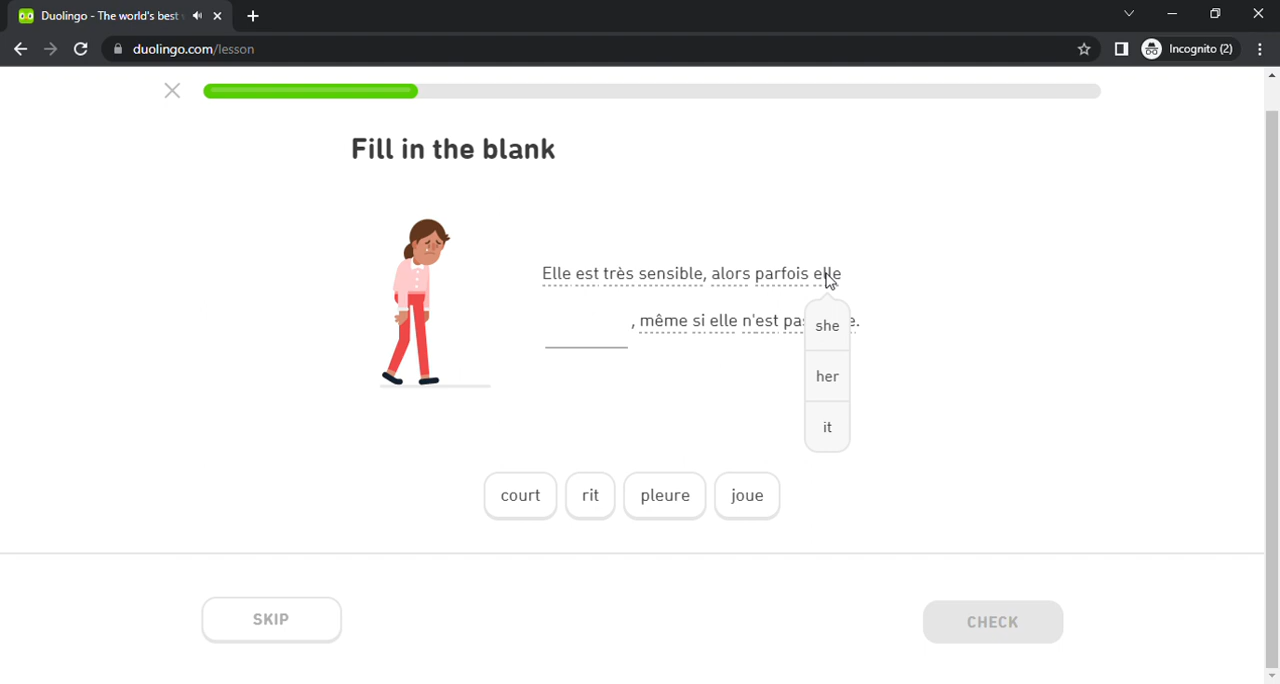 Duolingo - The world's best
duolingo.com/lesson
Incognito (2)
Fill in the blank
Elle est très sensible, alors parfois elle
, même si elle n'est pas e.
she
her
it
court rit pleure joue
SKIP CHECK